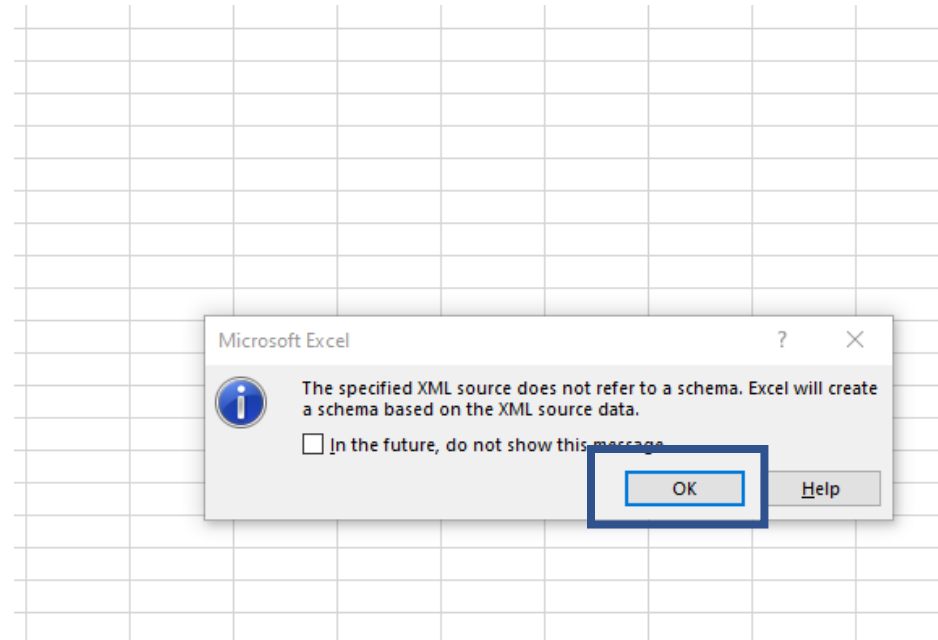 Microsoft Excel
?
The specified XML source does not refer to a schema. Excel will create
a schema based on the XML source data.
In the future, do not show this message
OK
Help